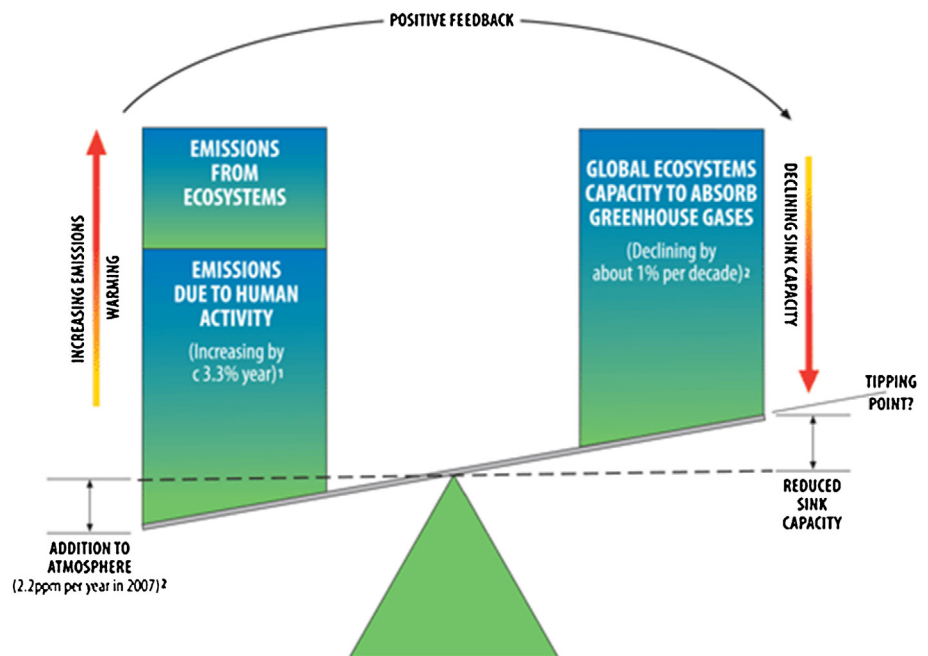 POSITIVE FEEDBACK
INCREASING EMISSIONS
WARMING
EMISSIONS
FROM
ECOSYSTEMS
EMISSIONS
DUE TO HUMAN
ACTIVITY
(Increasing by
c 3.3% year)¹
GLOBAL ECOSYSTEMS
CAPACITY TO ABSORB
GREENHOUSE GASES
(Declining by
about 1% per decade)²
DECLINING SINK CAPACITY
TIPPING
POINT?
REDUCED
SINK
CAPACITY
ADDITION TO
ATMOSPHERE
(2.2ppm per year in 2007)²